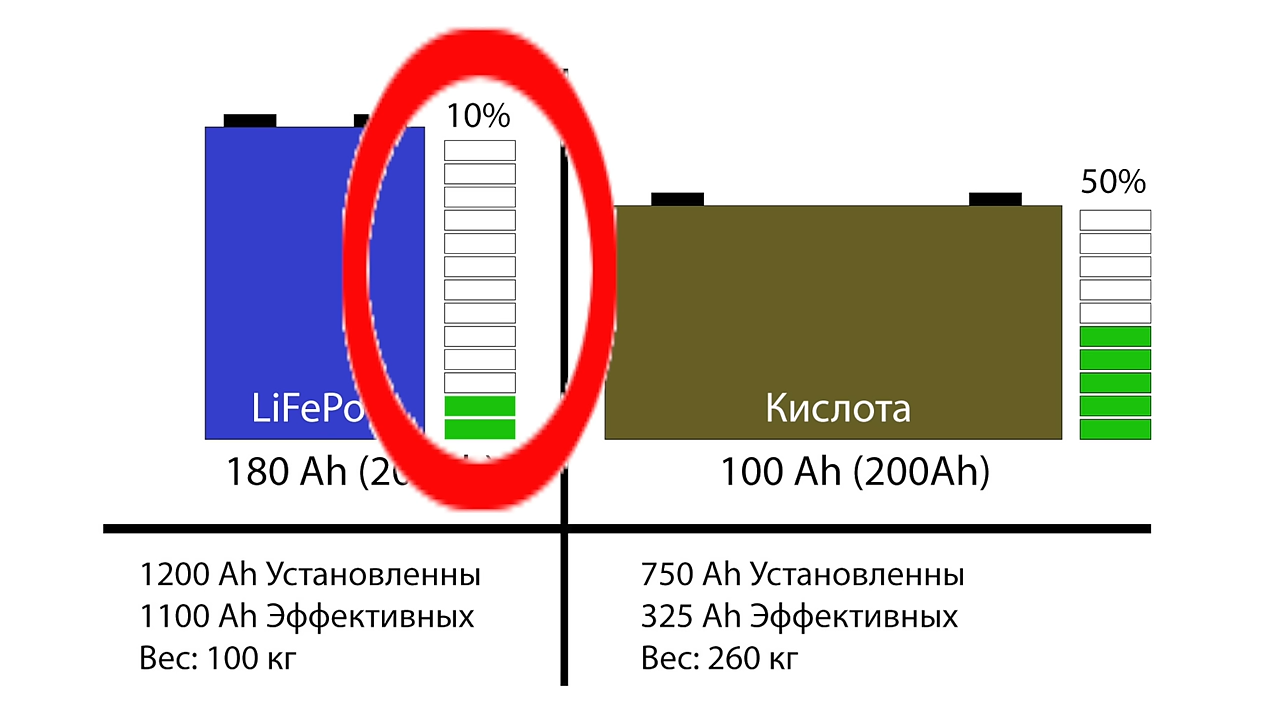 10%
50%
LiFePo
Кислота
180 Ah (20
100 Ah (200Ah)
1200 Ah Установленны
1100 Ah Эффективных
Вес: 100 кг
750 Ah Установленны
325 Ah Эффективных
Вес: 260 кг